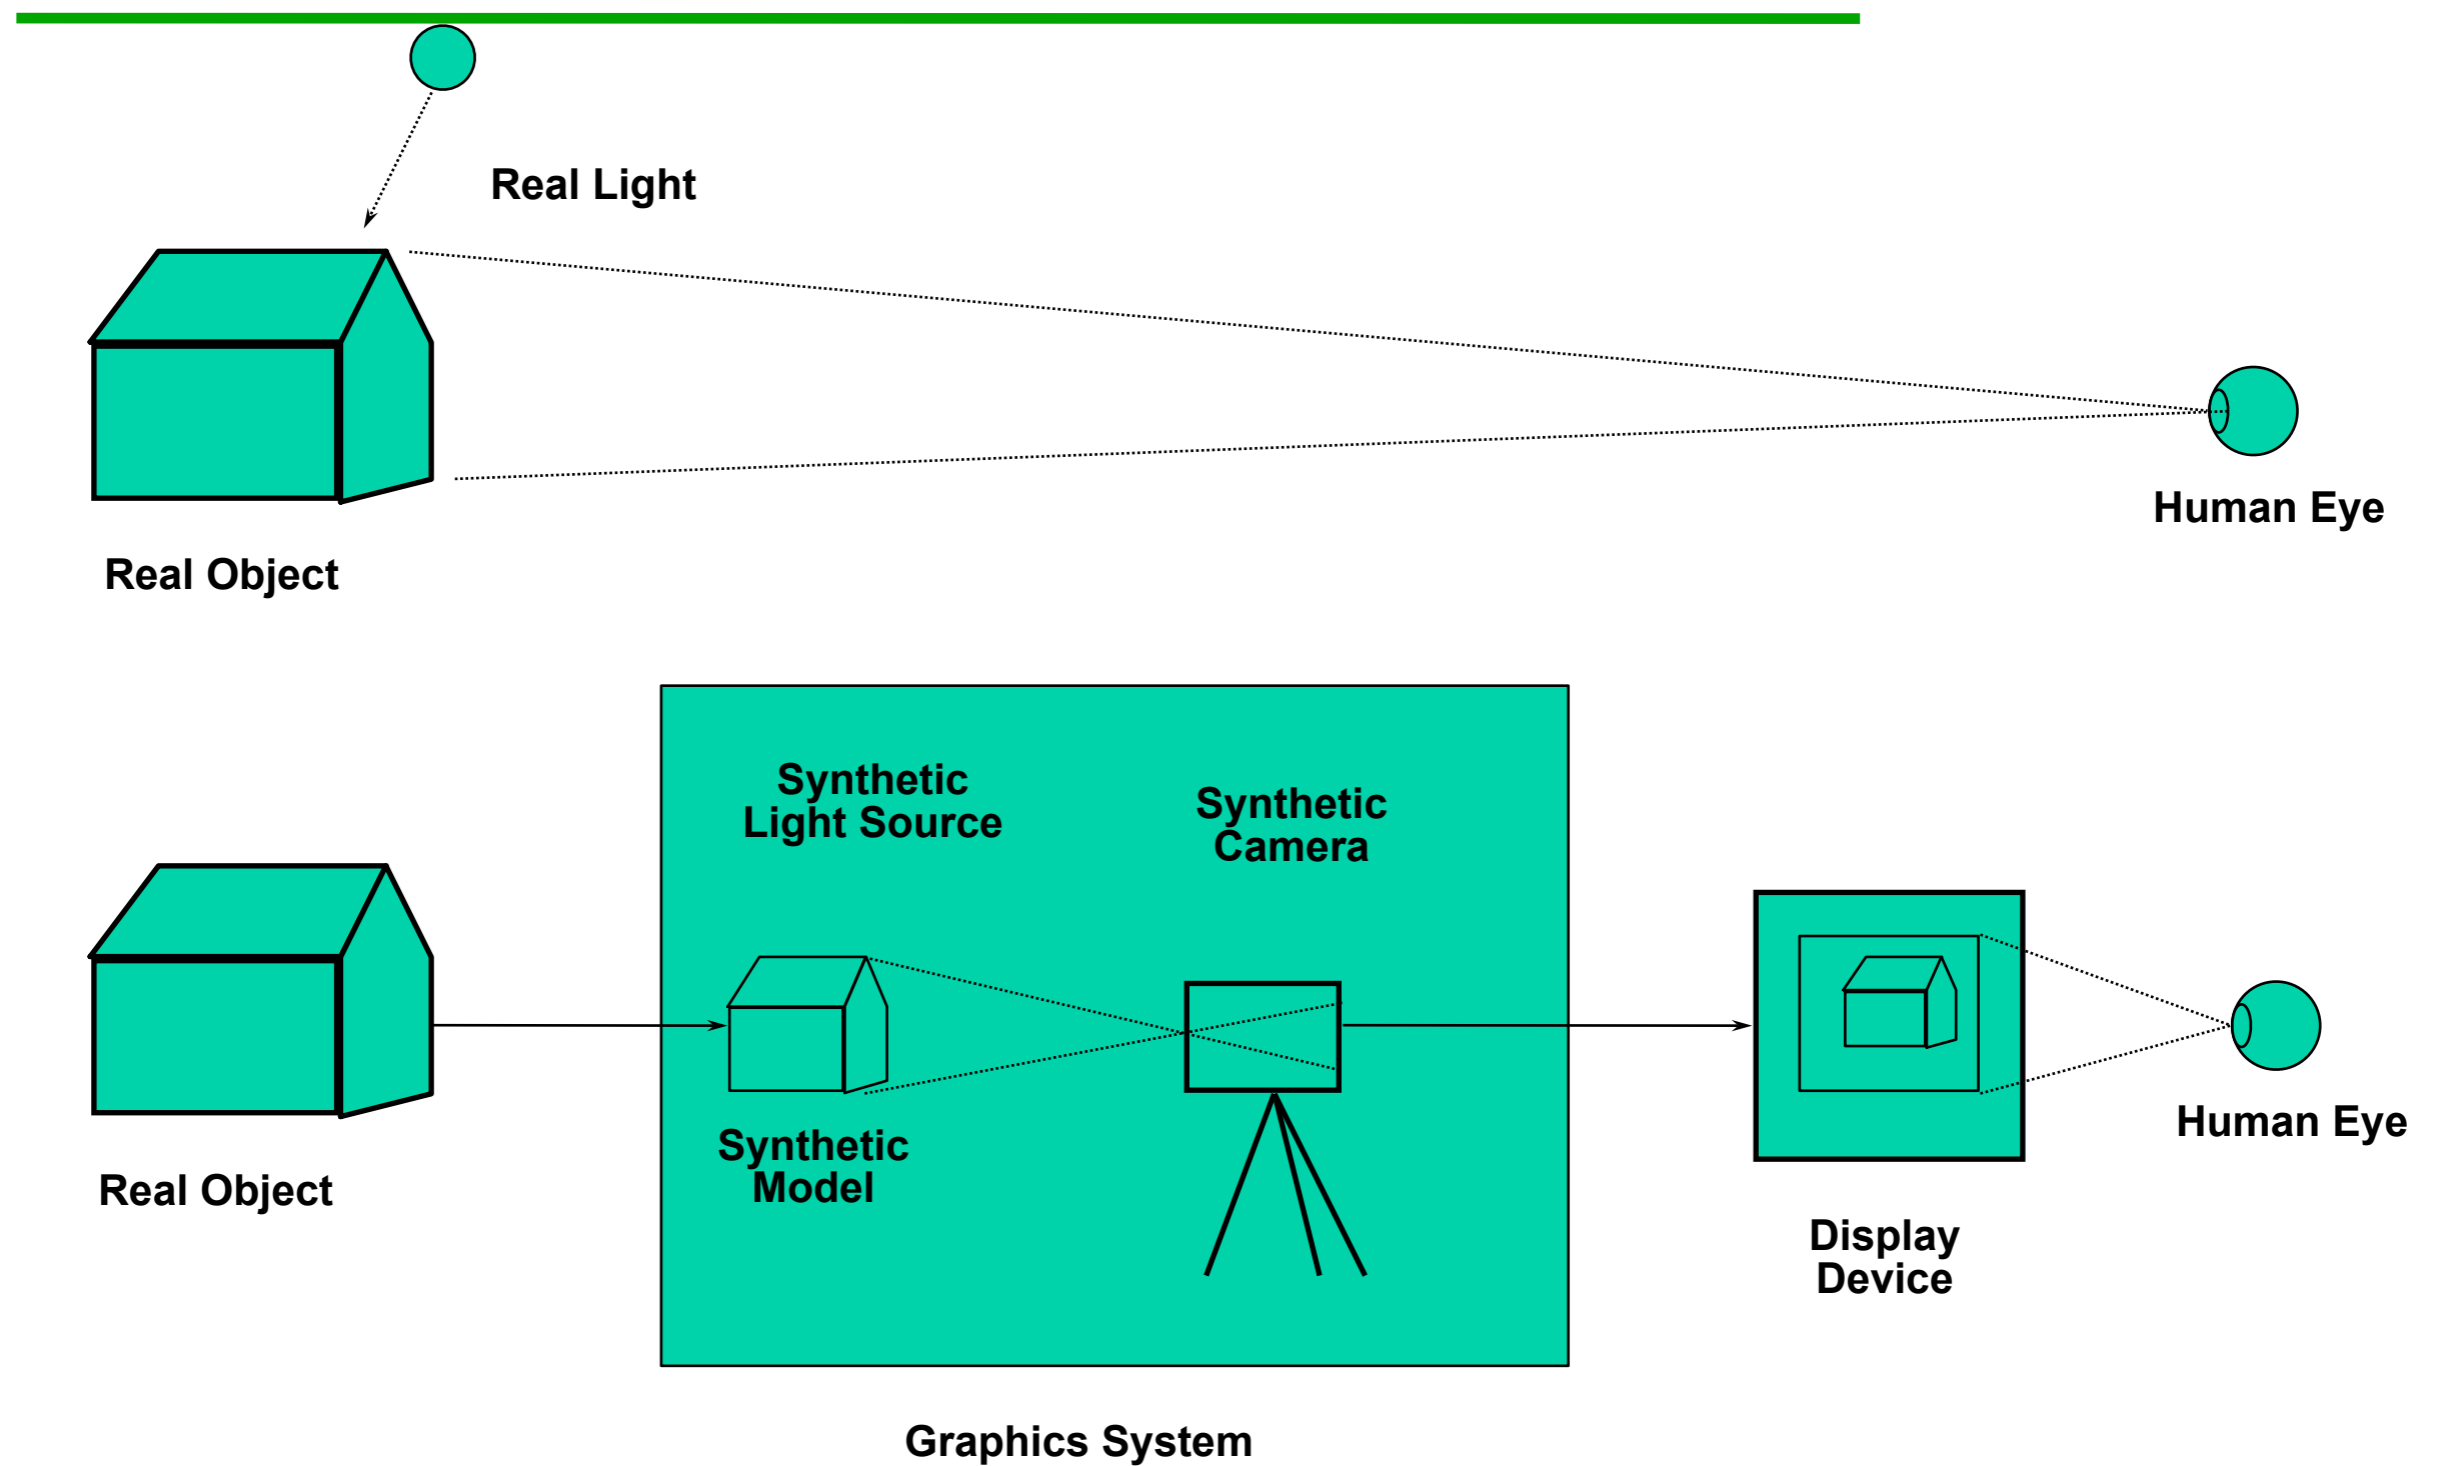 Real Light
Human Eye
Real Object
Synthetic
Light Source
Synthetic
Camera
Synthetic
Model
Human Eye
Real Object
Display
Device
Graphics System